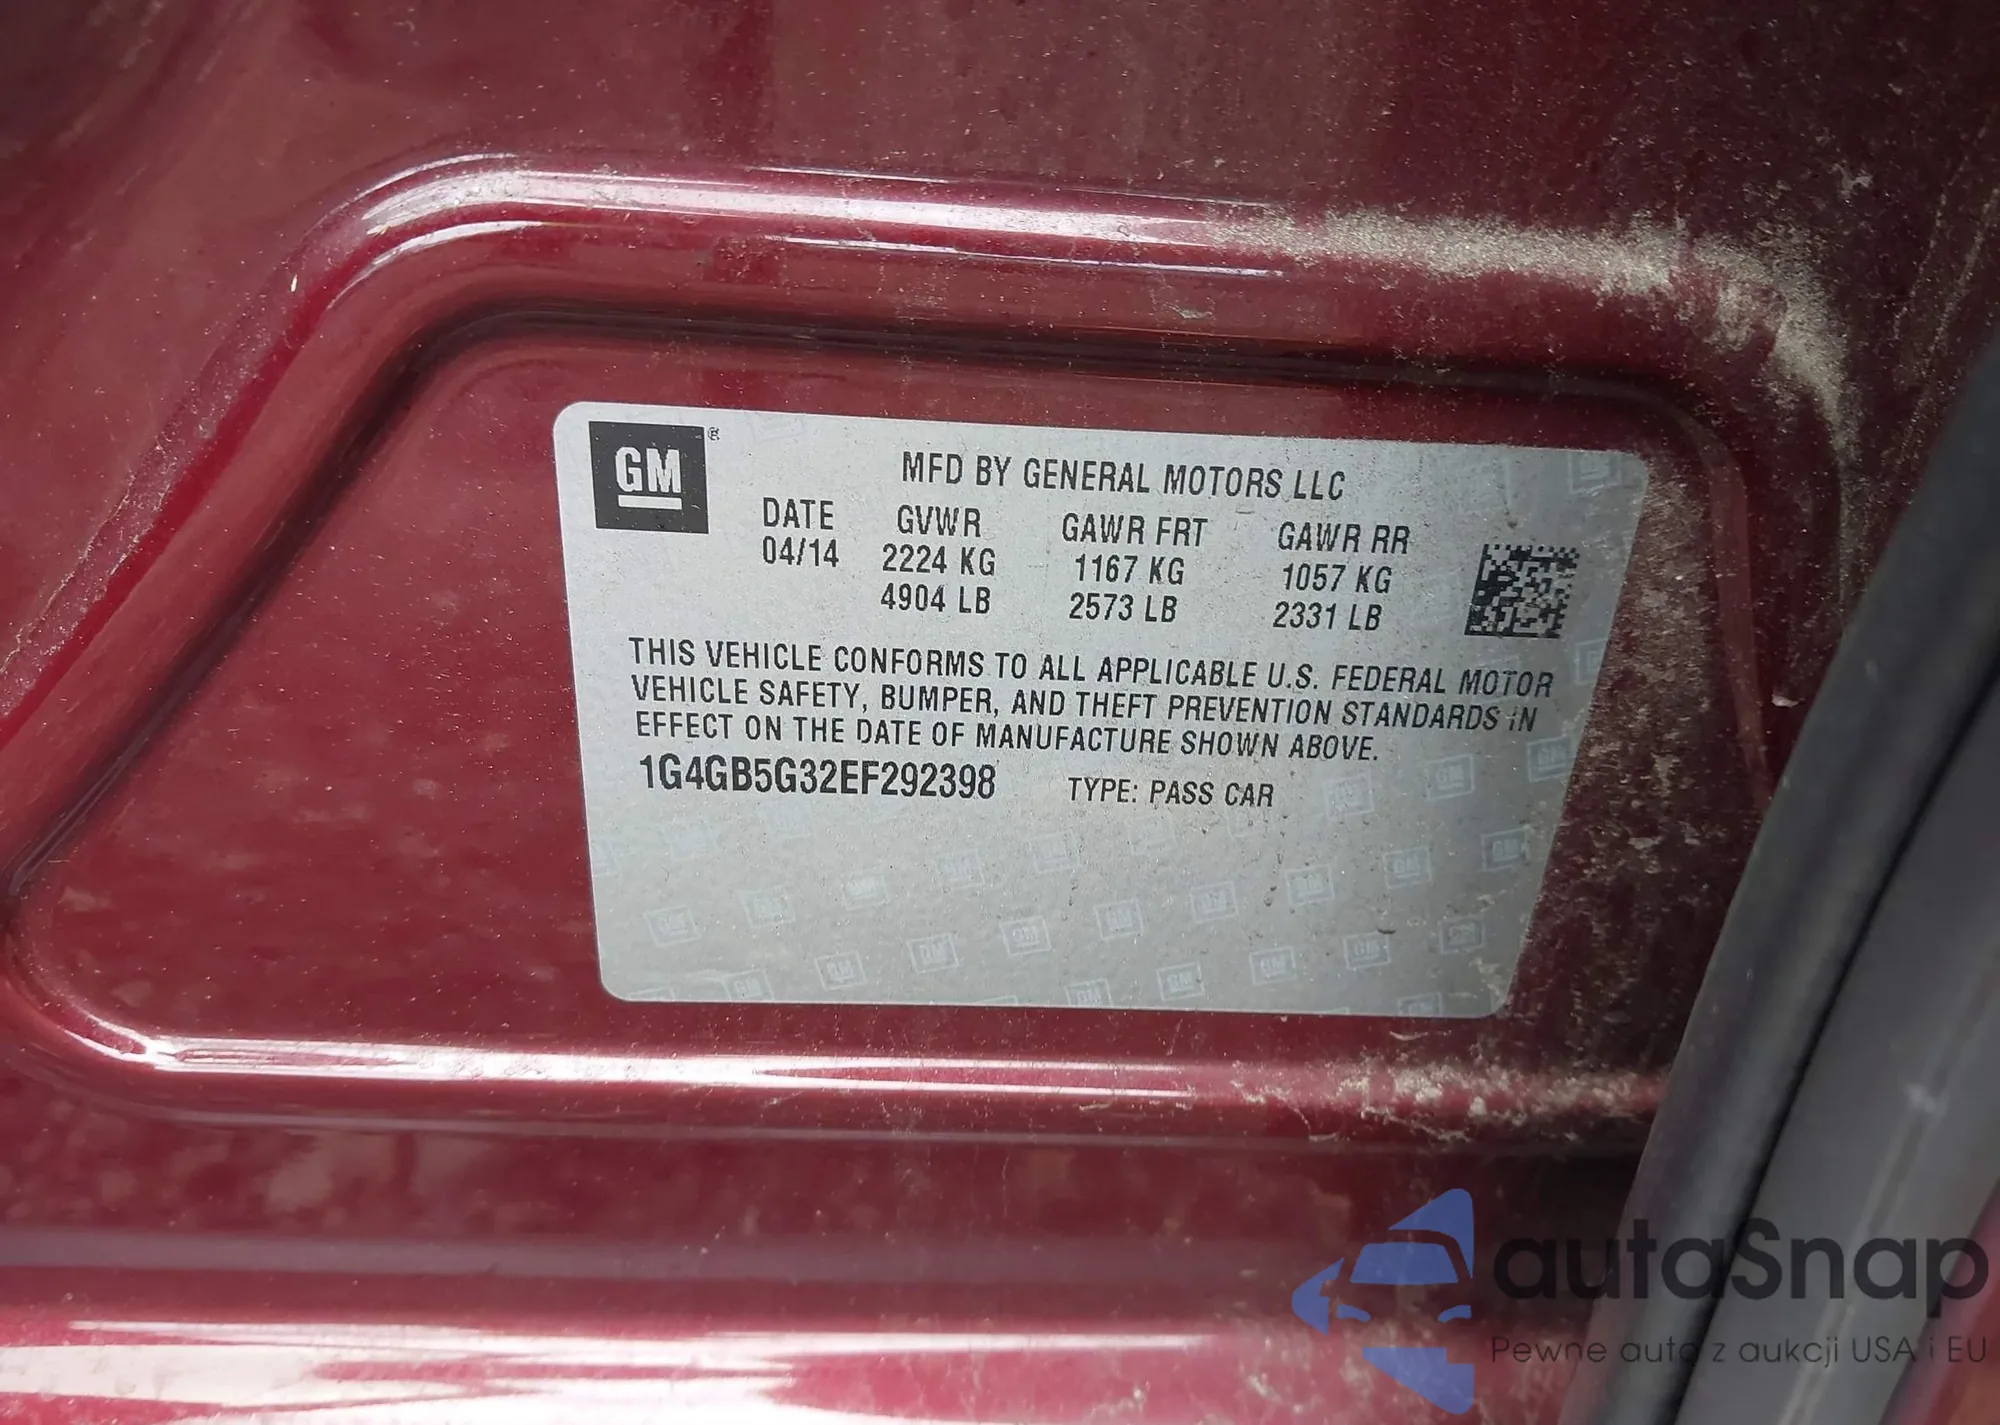 GM®
MFD BY GENERAL MOTORS LLC
DATE GVWR GAWR FRT GAWR RR
04/14 2224 KG 1167 KG 1057 KG
4904 LB 2573 LB 2331 LB
THIS VEHICLE CONFORMS TO ALL APPLICABLE U.S. FEDERAL MOTOR
VEHICLE SAFETY, BUMPER, AND THEFT PREVENTION STANDARDS IN
EFFECT ON THE DATE OF MANUFACTURE SHOWN ABOVE.
1G4GB5G32EF292398 TYPE: PASS CAR
autoSnap
Pewne auto z aukcji USA i EU